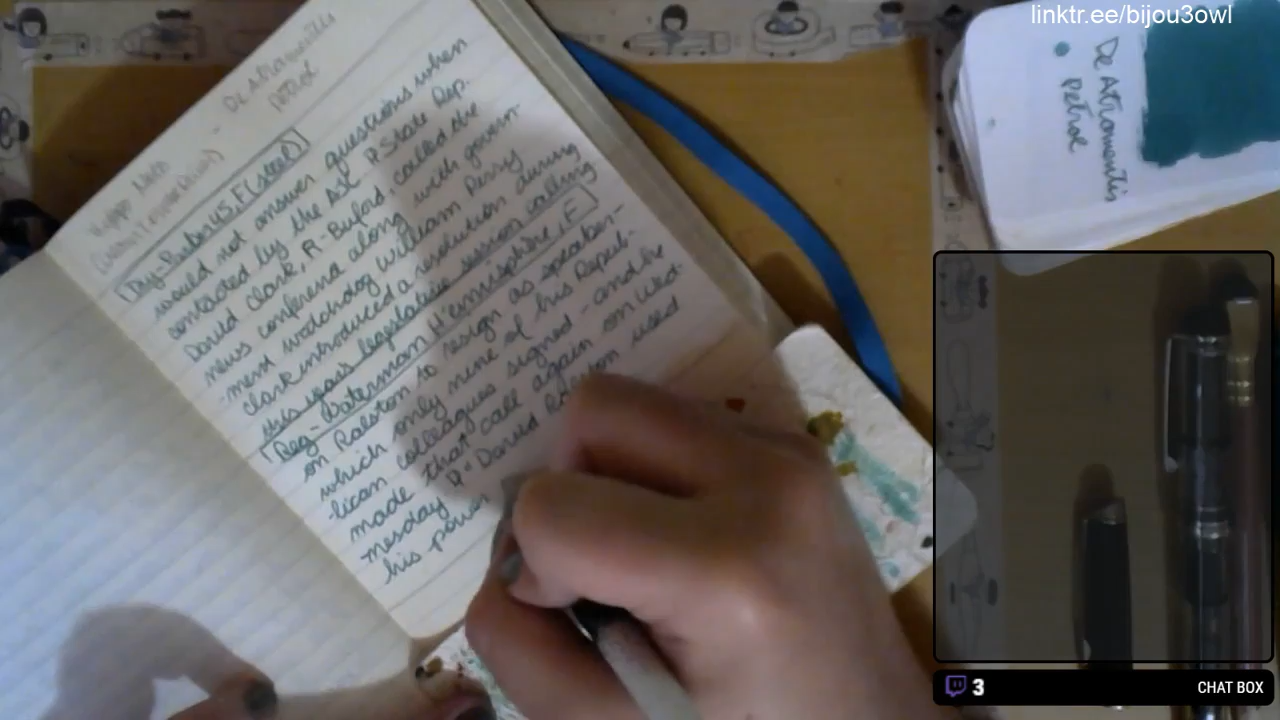 linktr.ee/bijou3owl
De Atramentis
Petrol
De Atramentis
Petrol
would not answer questions when
contacted by the AP. State Rep.
David Clark, R-Buford, called the
news conference along with govern-
-ment watchdog William Perry
Clark introduced a resolution during
this year's legislative session calling
on Ralston to resign as speaker-
which only nine of his Repub-
-lican colleagues signed - and he
made that call again on Wed-
nesday P "David Ralston used
his power
3
CHAT BOX